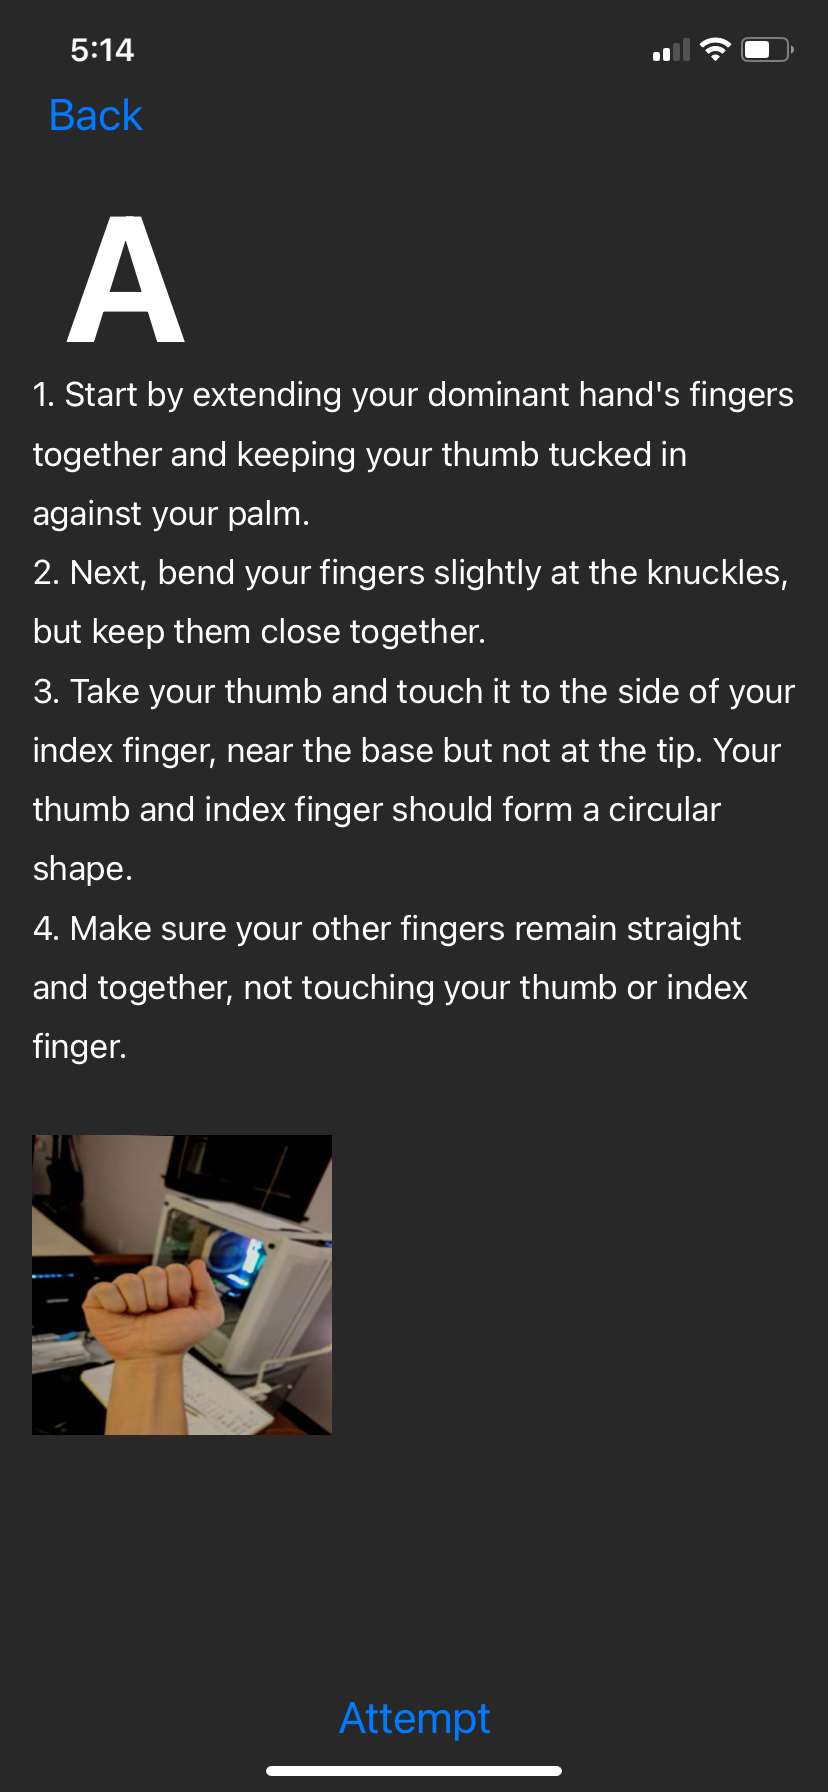 5:14
Back
A
1. Start by extending your dominant hand's fingers
together and keeping your thumb tucked in
against your palm.
2. Next, bend your fingers slightly at the knuckles,
but keep them close together.
3. Take your thumb and touch it to the side of your
index finger, near the base but not at the tip. Your
thumb and index finger should form a circular
shape.
4. Make sure your other fingers remain straight
and together, not touching your thumb or index
finger.
Attempt